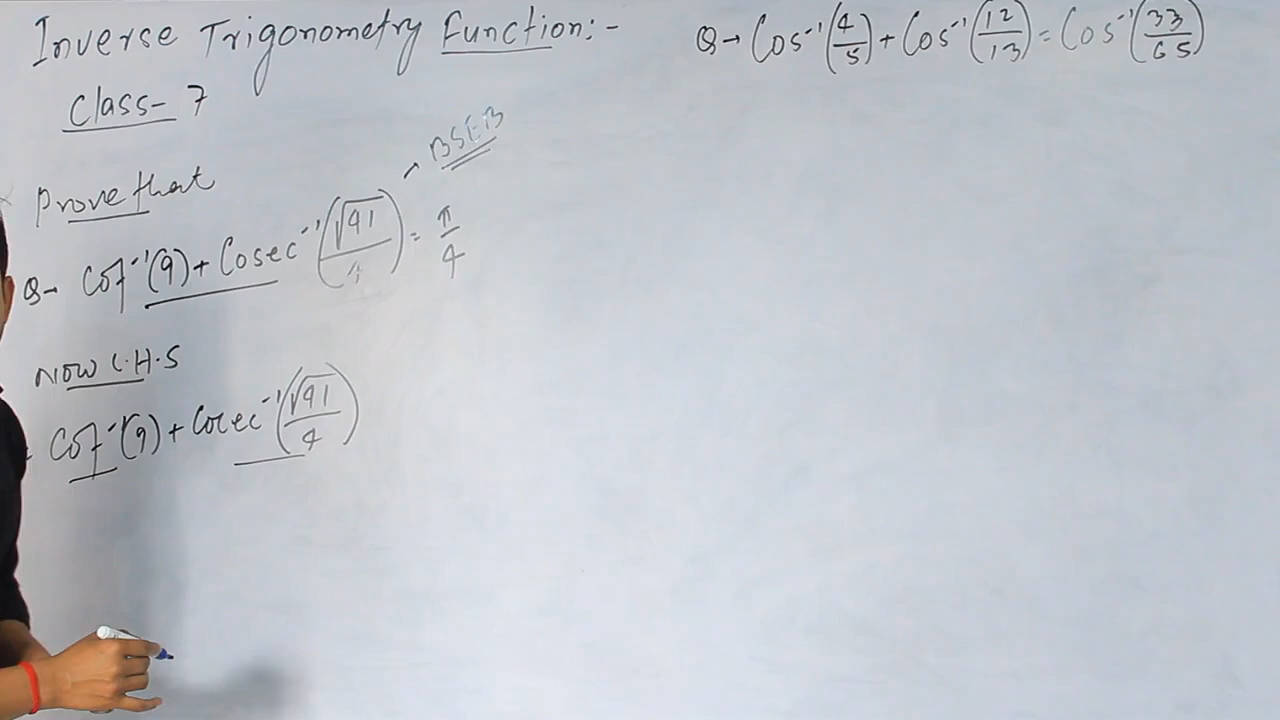 Inverse Trigonometry Function:-
Class- 7
Prove that
BSEB
Q→ Cot⁻¹(9) + Cosec⁻¹(√41/4) = π/4
Now L.H.S
= Cot⁻¹(9) + Cosec⁻¹(√41/4)
Q→ Cos⁻¹(4/5) + Cos⁻¹(12/13) = Cos⁻¹(33/65)